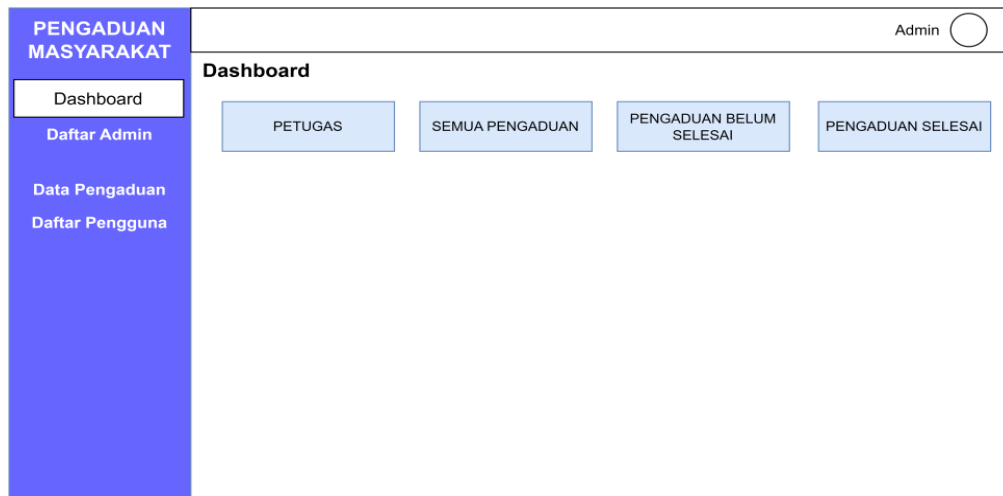 PENGADUAN
MASYARAKAT
Dashboard
Daftar Admin
Data Pengaduan
Daftar Pengguna
Admin
Dashboard
PETUGAS
SEMUA PENGADUAN
PENGADUAN BELUM
SELESAI
PENGADUAN SELESAI